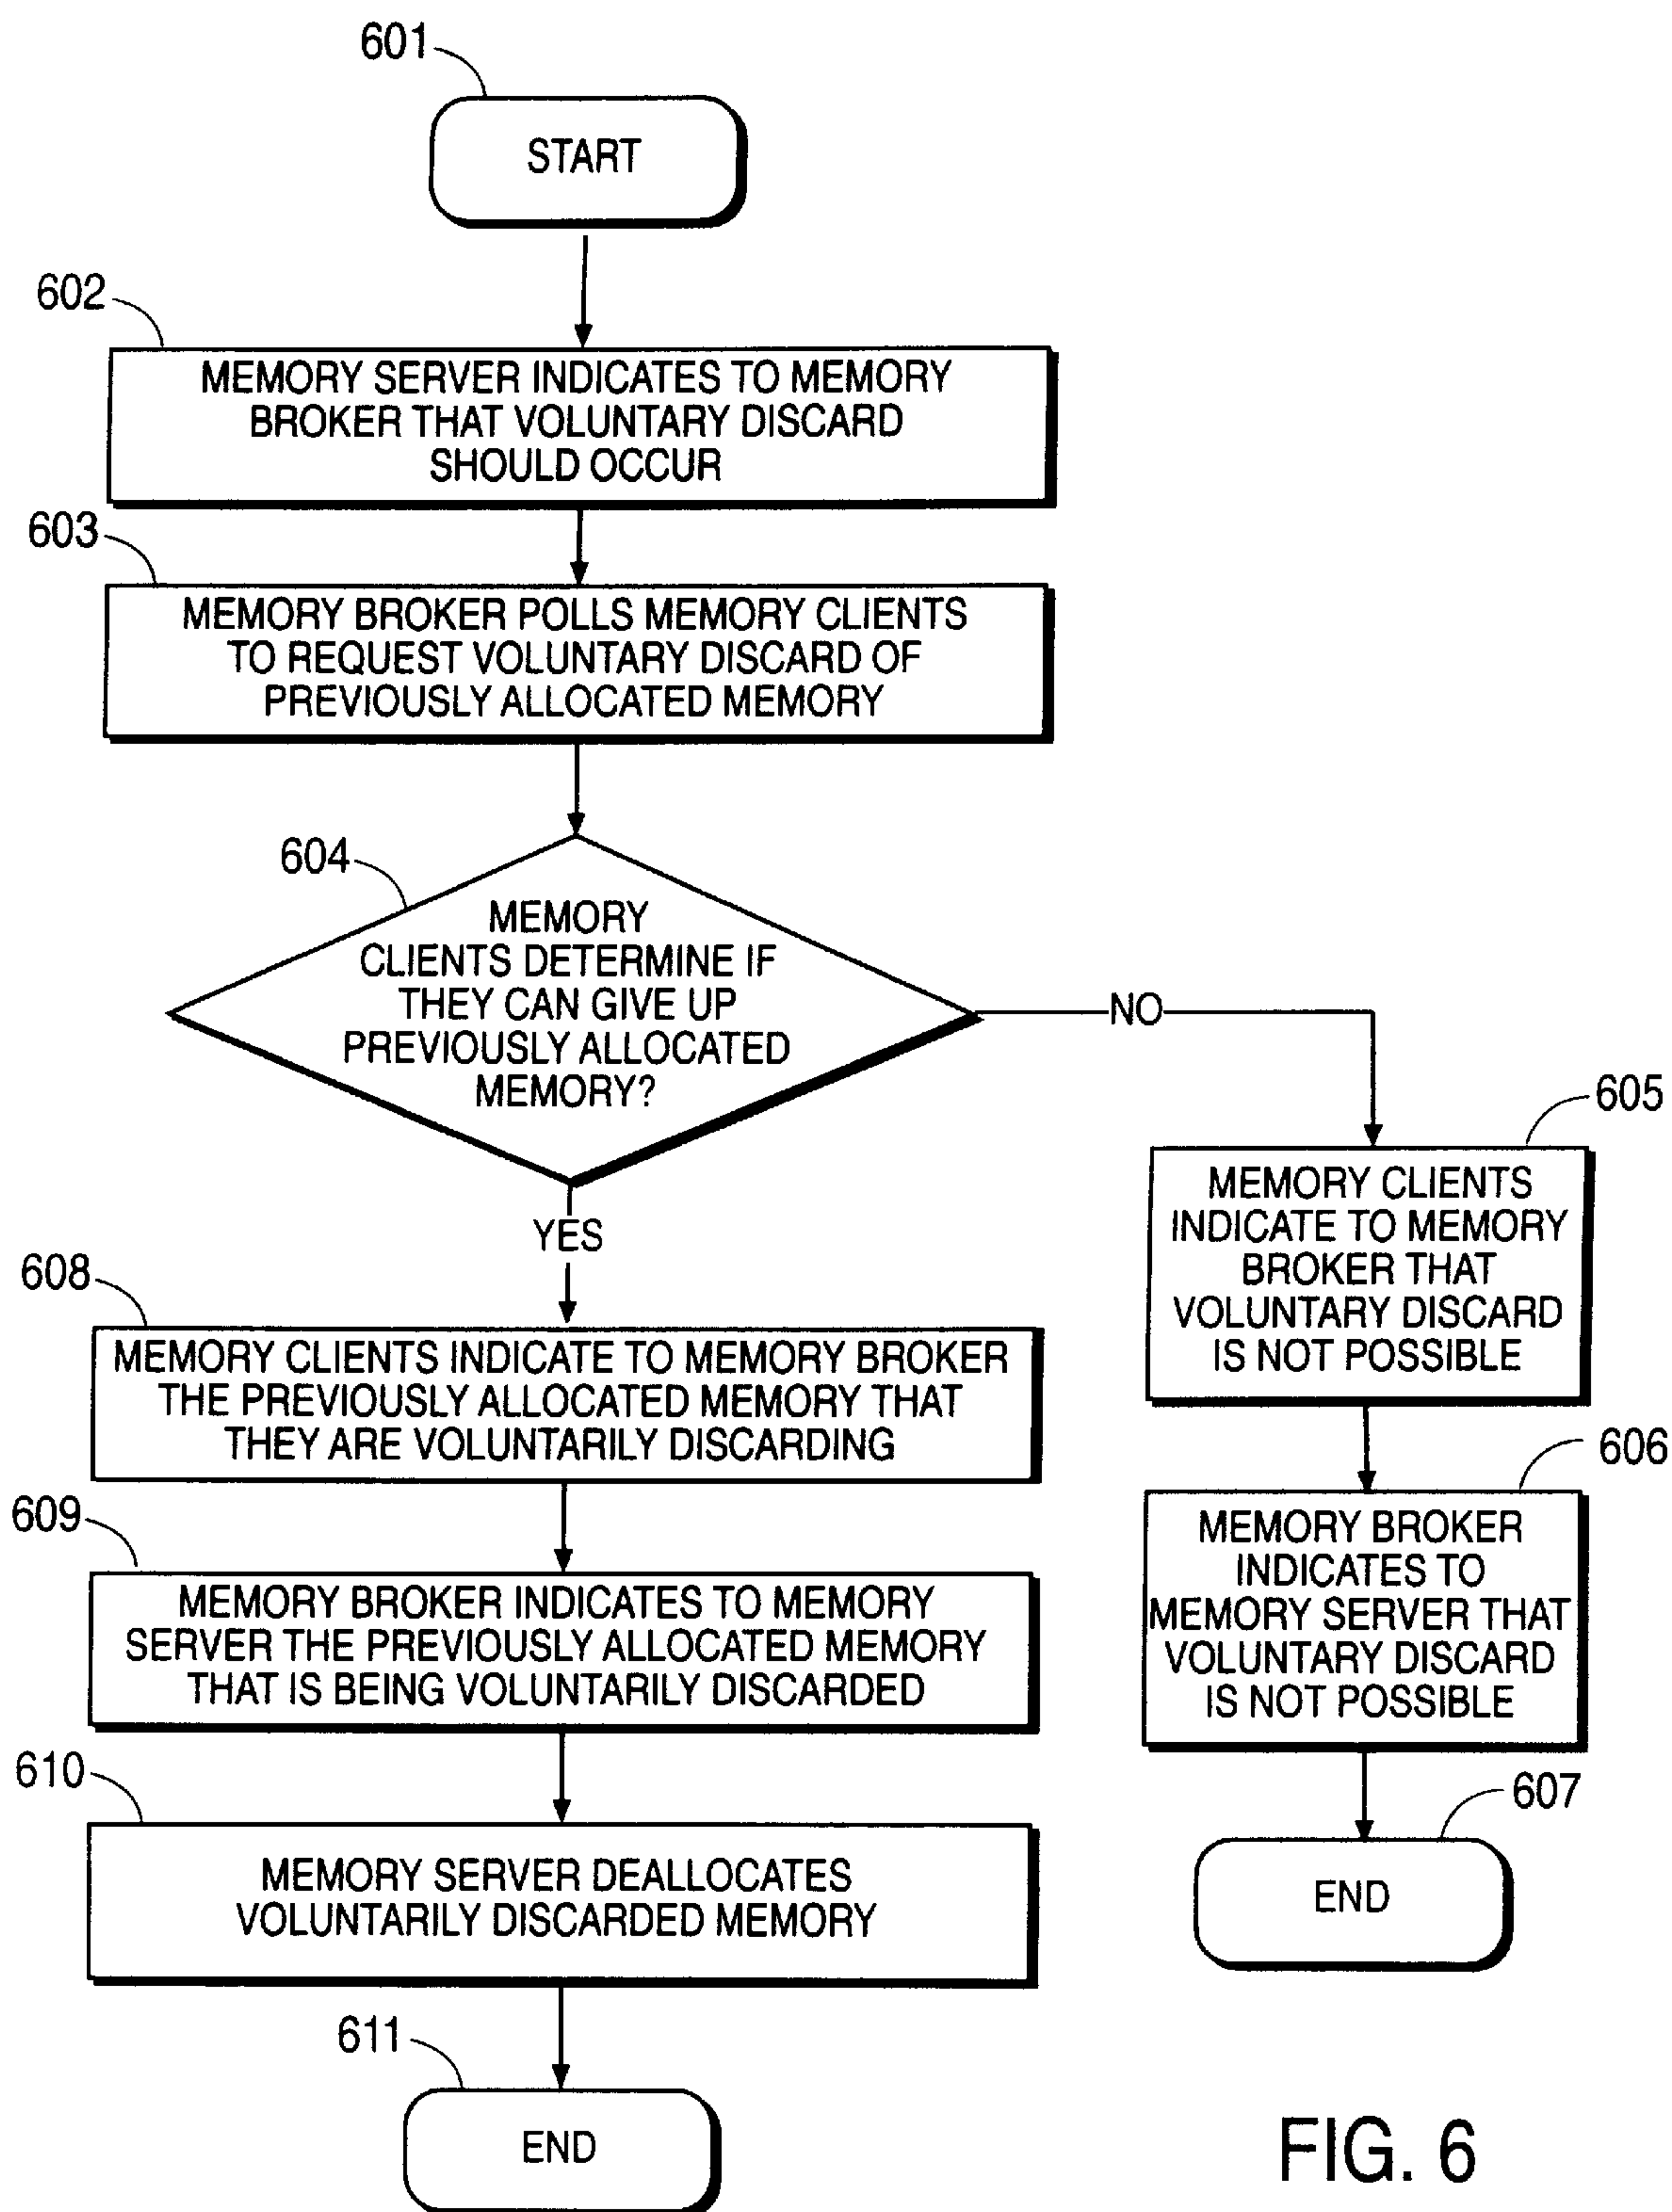 601
START
602
MEMORY SERVER INDICATES TO MEMORY
BROKER THAT VOLUNTARY DISCARD
SHOULD OCCUR
603
MEMORY BROKER POLLS MEMORY CLIENTS
TO REQUEST VOLUNTARY DISCARD OF
PREVIOUSLY ALLOCATED MEMORY
604
MEMORY
CLIENTS DETERMINE IF
THEY CAN GIVE UP
PREVIOUSLY ALLOCATED
MEMORY?
NO
605
MEMORY CLIENTS
INDICATE TO MEMORY
BROKER THAT
VOLUNTARY DISCARD
IS NOT POSSIBLE
606
MEMORY BROKER
INDICATES TO
MEMORY SERVER THAT
VOLUNTARY DISCARD
IS NOT POSSIBLE
607
END
YES
608
MEMORY CLIENTS INDICATE TO MEMORY BROKER
THE PREVIOUSLY ALLOCATED MEMORY THAT
THEY ARE VOLUNTARILY DISCARDING
609
MEMORY BROKER INDICATES TO MEMORY
SERVER THE PREVIOUSLY ALLOCATED MEMORY
THAT IS BEING VOLUNTARILY DISCARDED
610
MEMORY SERVER DEALLOCATES
VOLUNTARILY DISCARDED MEMORY
611
END
FIG. 6